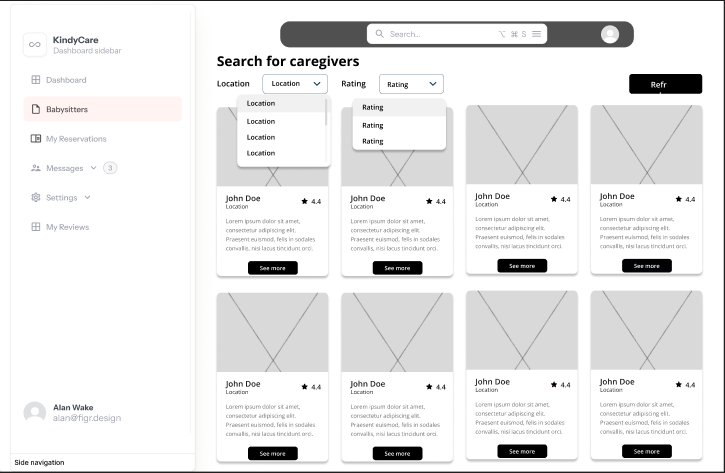 KindyCare
Dashboard sidebar
Dashboard
Babysitters
My Reservations
Messages 3
Settings
My Reviews
Alan Wake
alan@figr.design
Side navigation
Search... ⌥ ⌘ S
Search for caregivers
Location Location Rating Rating Refr
Location
Location
Location
Location
Rating
Rating
Rating
John Doe 4.4
Location
Lorem ipsum dolor sit amet,
consectetur adipiscing elit.
Praesent euismod, felis in sodales
convallis, nisi lacus tincidunt orci.
See more
John Doe 4.4
Location
Lorem ipsum dolor sit amet,
consectetur adipiscing elit.
Praesent euismod, felis in sodales
convallis, nisi lacus tincidunt orci.
See more
John Doe 4.4
Location
Lorem ipsum dolor sit amet,
consectetur adipiscing elit.
Praesent euismod, felis in sodales
convallis, nisi lacus tincidunt orci.
See more
John Doe 4.4
Location
Lorem ipsum dolor sit amet,
consectetur adipiscing elit.
Praesent euismod, felis in sodales
convallis, nisi lacus tincidunt orci.
See more
John Doe 4.4
Location
Lorem ipsum dolor sit amet,
consectetur adipiscing elit.
Praesent euismod, felis in sodales
convallis, nisi lacus tincidunt orci.
See more
John Doe 4.4
Location
Lorem ipsum dolor sit amet,
consectetur adipiscing elit.
Praesent euismod, felis in sodales
convallis, nisi lacus tincidunt orci.
See more
John Doe 4.4
Location
Lorem ipsum dolor sit amet,
consectetur adipiscing elit.
Praesent euismod, felis in sodales
convallis, nisi lacus tincidunt orci.
See more
John Doe 4.4
Location
Lorem ipsum dolor sit amet,
consectetur adipiscing elit.
Praesent euismod, felis in sodales
convallis, nisi lacus tincidunt orci.
See more